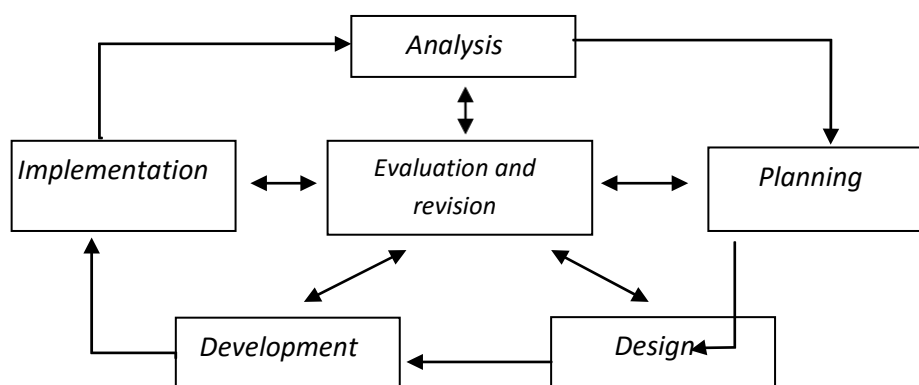 Analysis
Implementation
Evaluation and
revision
Planning
Development
Design